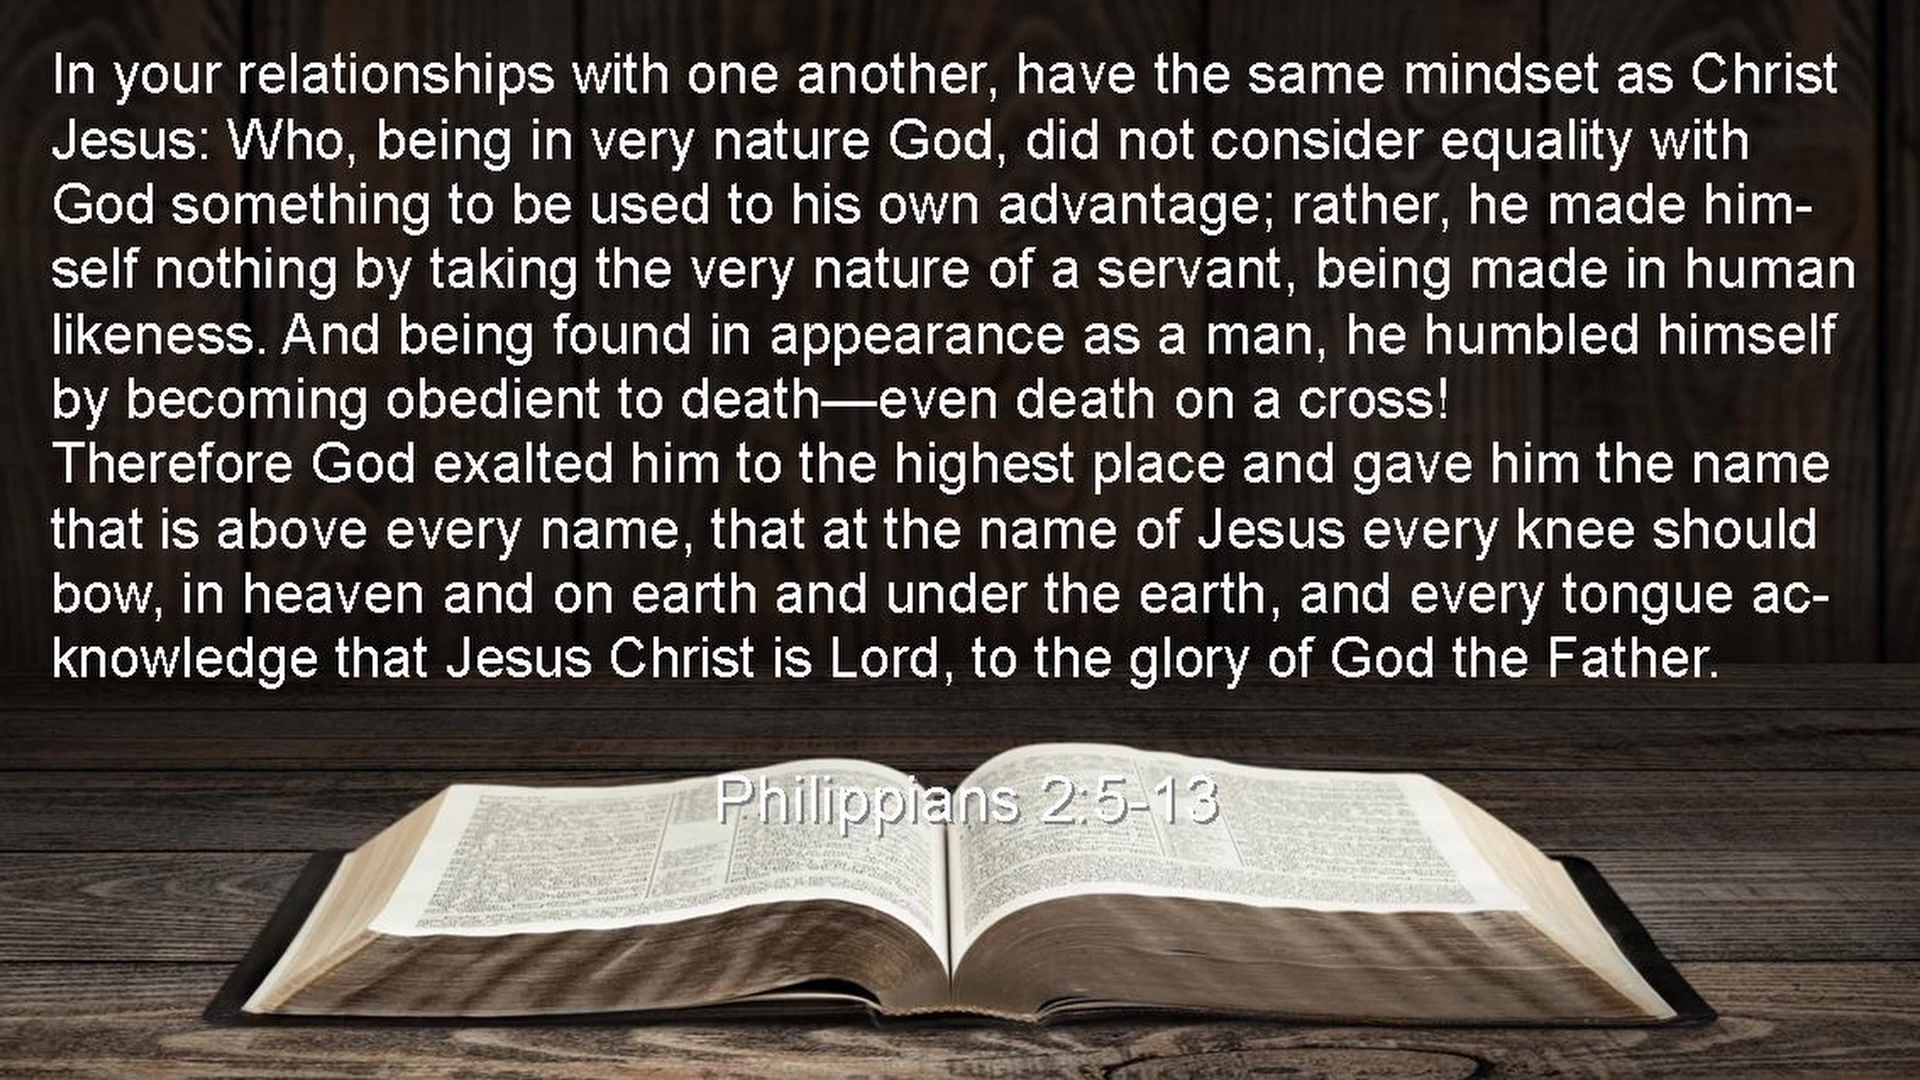 In your relationships with one another, have the same mindset as Christ
Jesus: Who, being in very nature God, did not consider equality with
God something to be used to his own advantage; rather, he made him-
self nothing by taking the very nature of a servant, being made in human
likeness. And being found in appearance as a man, he humbled himself
by becoming obedient to death—even death on a cross!
Therefore God exalted him to the highest place and gave him the name
that is above every name, that at the name of Jesus every knee should
bow, in heaven and on earth and under the earth, and every tongue ac-
knowledge that Jesus Christ is Lord, to the glory of God the Father.
Philippians 2:5-13